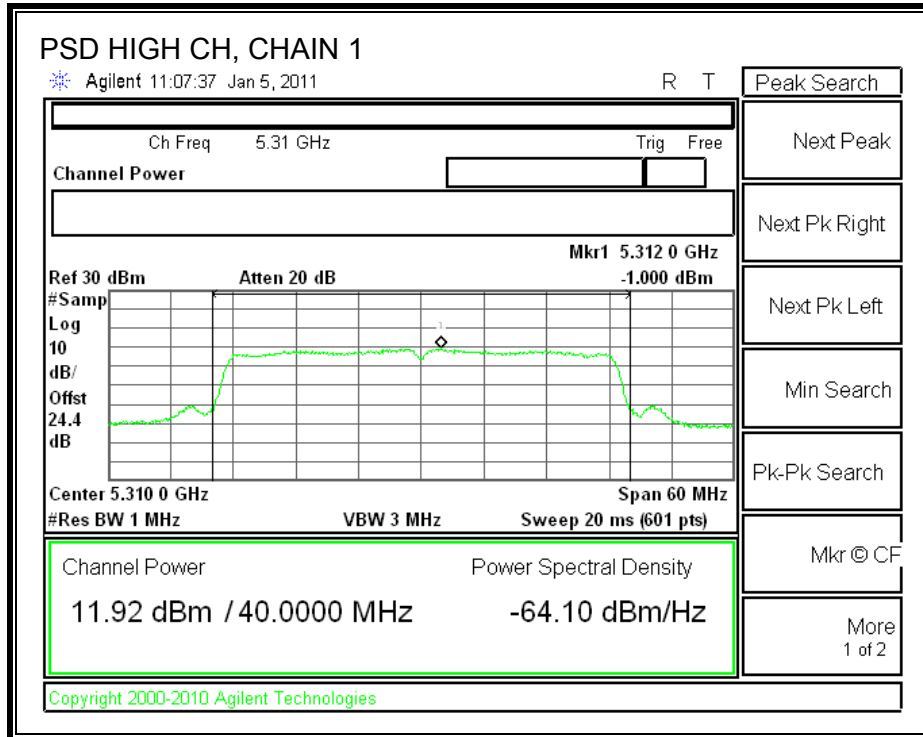 PSD HIGH CH, CHAIN 1
Agilent 11:07:37 Jan 5, 2011 R T
Peak Search
Ch Freq 5.31 GHz Trig Free
Channel Power
Mkr1 5.312 0 GHz
Ref 30 dBm Atten 20 dB -1.000 dBm
#Samp
Log
10
dB/
Offst
24.4
dB
1
Center 5.310 0 GHz Span 60 MHz
#Res BW 1 MHz VBW 3 MHz Sweep 20 ms (601 pts)
Channel Power Power Spectral Density
11.92 dBm / 40.0000 MHz -64.10 dBm/Hz
Copyright 2000-2010 Agilent Technologies
Next Peak
Next Pk Right
Next Pk Left
Min Search
Pk-Pk Search
Mkr © CF
More
1 of 2